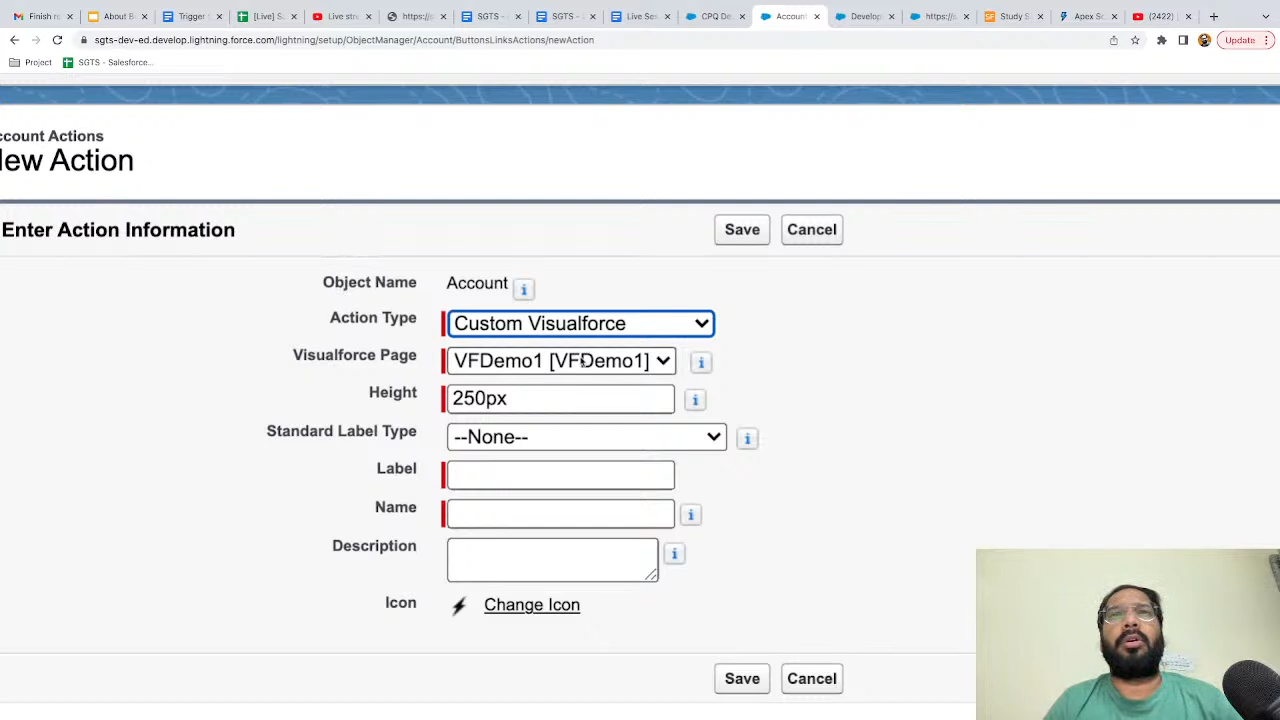 Finish re
About B
Trigger
[Live] S
Live stre
https://s
SGTS -
SGTS -
Live Ses
CPQ De
Account
Develop
https://s
Study S
Apex Sc
(2422)
sgts-dev-ed.develop.lightning.force.com/lightning/setup/ObjectManager/Account/ButtonsLinksActions/newAction
Update
Project
SGTS - Salesforce...
ccount Actions
lew Action
Enter Action Information
Save
Cancel
Object Name
Account
Action Type
Custom Visualforce
Visualforce Page
VFDemo1 [VFDemo1]
Height
250px
Standard Label Type
--None--
Label
Name
Description
Icon
Change Icon
Save
Cancel